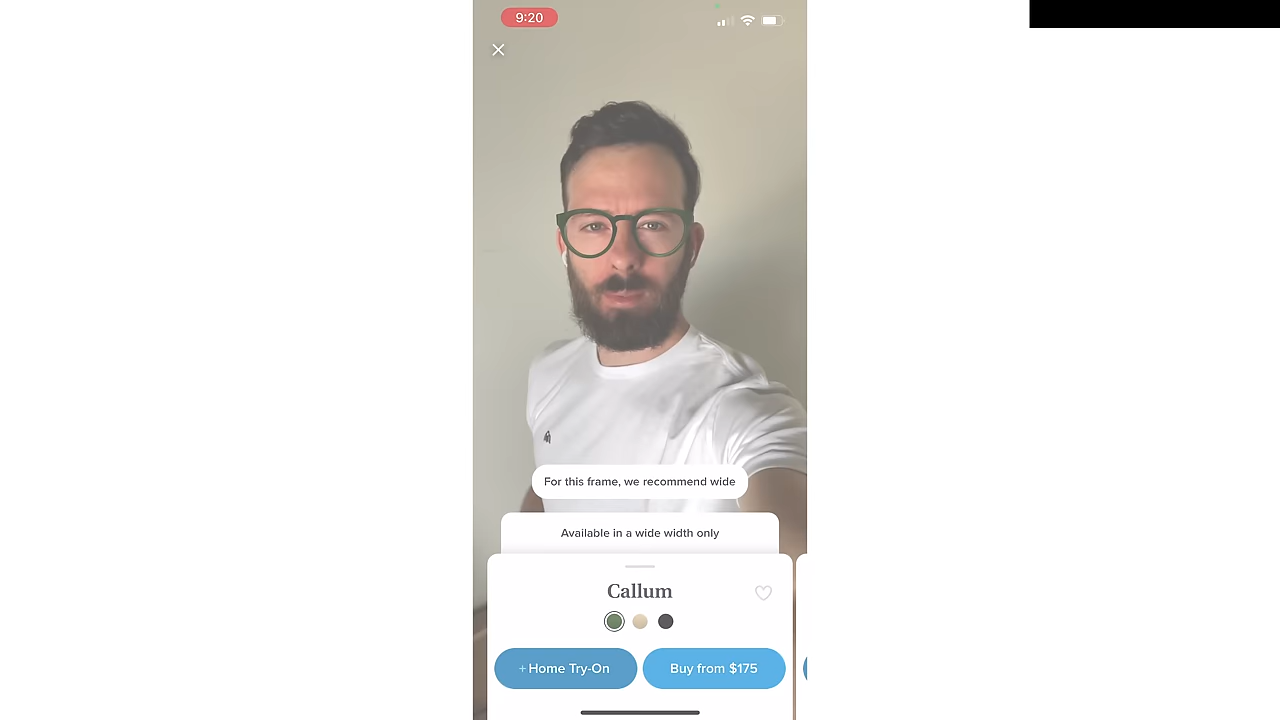 9:20
For this frame, we recommend wide
Available in a wide width only
Callum
+ Home Try-On
Buy from $175